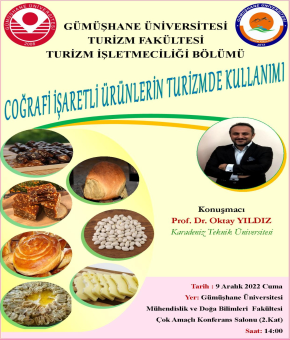 GÜMÜŞHANE ÜNİVERSİTESİ
TURİZM FAKÜLTESİ
TURİZM İŞLETMECİLİĞİ BÖLÜMÜ
COĞRAFİ İŞARETLİ ÜRÜNLERİN TURİZMDE KULLANIMI
Konuşmacı
Prof. Dr. Oktay YILDIZ
Karadeniz Teknik Üniversitesi
Tarih : 9 Aralık 2022 Cuma
Yer: Gümüşhane Üniversitesi
Mühendislik ve Doğa Bilimleri Fakültesi
Çok Amaçlı Konferans Salonu (2.Kat)
Saat: 14:00